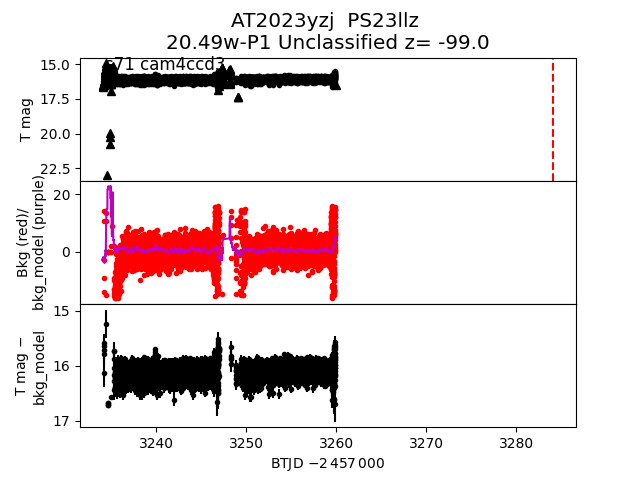 AT2023yzj PS23llz
20.49w-P1 Unclassified z= -99.0
71 cam4ccd3
15.0
17.5
20.0
22.5
T mag
20
0
Bkg (red)/
bkg_model (purple)
15
16
17
T mag −
bkg_model
3240 3250 3260 3270 3280
BTJD −2 457 000